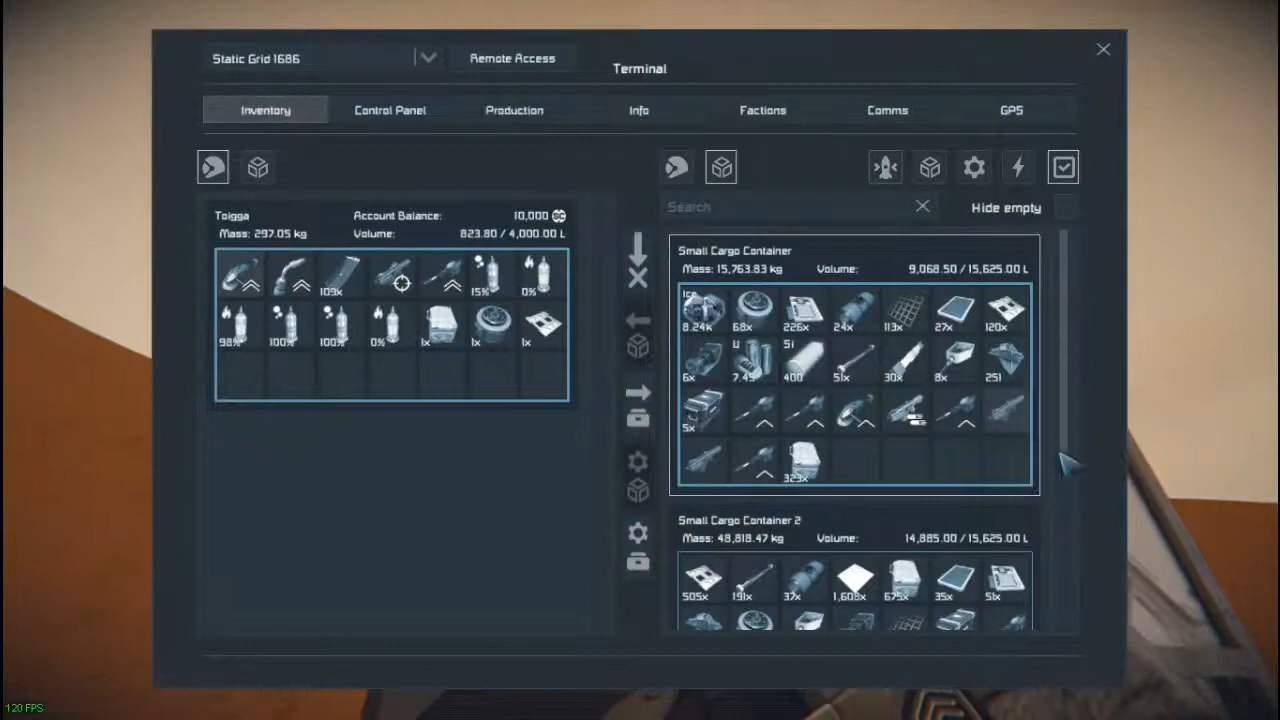 Static Grid 1686
Remote Access
Terminal
Inventory
Control Panel
Production
Info
Factions
Comms
GPS
Search
Hide empty
Toigga
Account Balance:
10,000
Mass: 297.05 kg
Volume:
823.80 / 4,000.00 L
109x
15%
0%
98%
100%
100%
0%
1x
1x
1x
Small Cargo Container
Mass: 15,763.83 kg
Volume:
9,068.50 / 15,625.00 L
Ice
8.24k
68x
226x
24x
113x
27x
120x
U
Si
6x
7.45
400
51x
30x
8x
251
5x
323x
Small Cargo Container 2
Mass: 48,818.47 kg
Volume:
14,885.00 / 15,625.00 L
505x
191x
37x
1,608x
675x
35x
51x
120 FPS